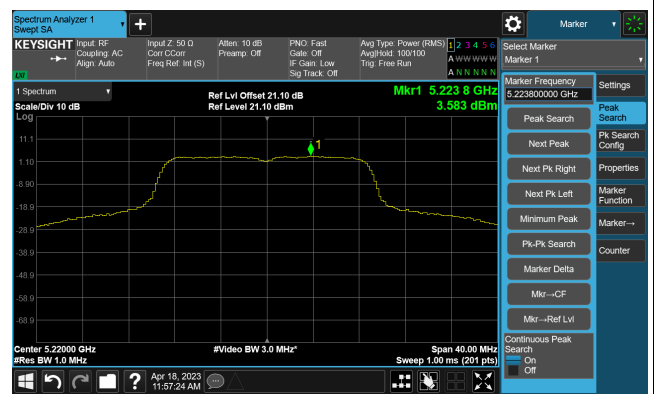 Spectrum Analyzer 1
Swept SA
Marker
KEYSIGHT
Input: RF
Coupling: AC
Align: Auto
Input Z: 50 Ω
Corr CCorr
Freq Ref: Int (S)
Atten: 10 dB
Preamp: Off
PNO: Fast
Gate: Off
IF Gain: Low
Sig Track: Off
Avg Type: Power (RMS)
Avg|Hold: 100/100
Trig: Free Run
1 2 3 4 5 6
A W W W W W
A N N N N N
LXI
Select Marker
Marker 1
1 Spectrum
Scale/Div 10 dB
Ref Lvl Offset 21.10 dB
Ref Level 21.10 dBm
Mkr1 5.223 8 GHz
3.583 dBm
Log
11.1
1.10
-8.90
-18.9
-28.9
-38.9
-48.9
-58.9
-68.9
1
Center 5.22000 GHz
#Res BW 1.0 MHz
#Video BW 3.0 MHz*
Span 40.00 MHz
Sweep 1.00 ms (201 pts)
Marker Frequency
5.223800000 GHz
Peak Search
Next Peak
Next Pk Right
Next Pk Left
Minimum Peak
Pk-Pk Search
Marker Delta
Mkr→CF
Mkr→Ref Lvl
Continuous Peak
Search
On
Off
Settings
Peak
Search
Pk Search
Config
Properties
Marker
Function
Marker→
Counter
Apr 18, 2023
11:57:24 AM